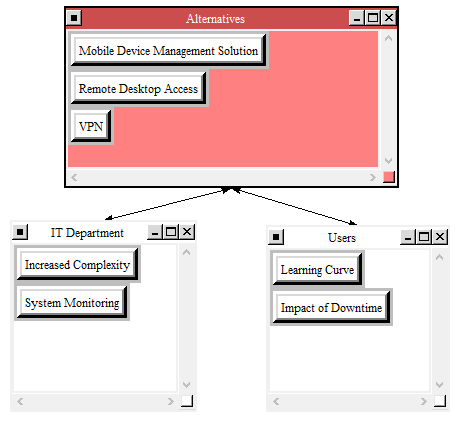 Alternatives
Mobile Device Management Solution
Remote Desktop Access
VPN
IT Department
Increased Complexity
System Monitoring
Users
Learning Curve
Impact of Downtime